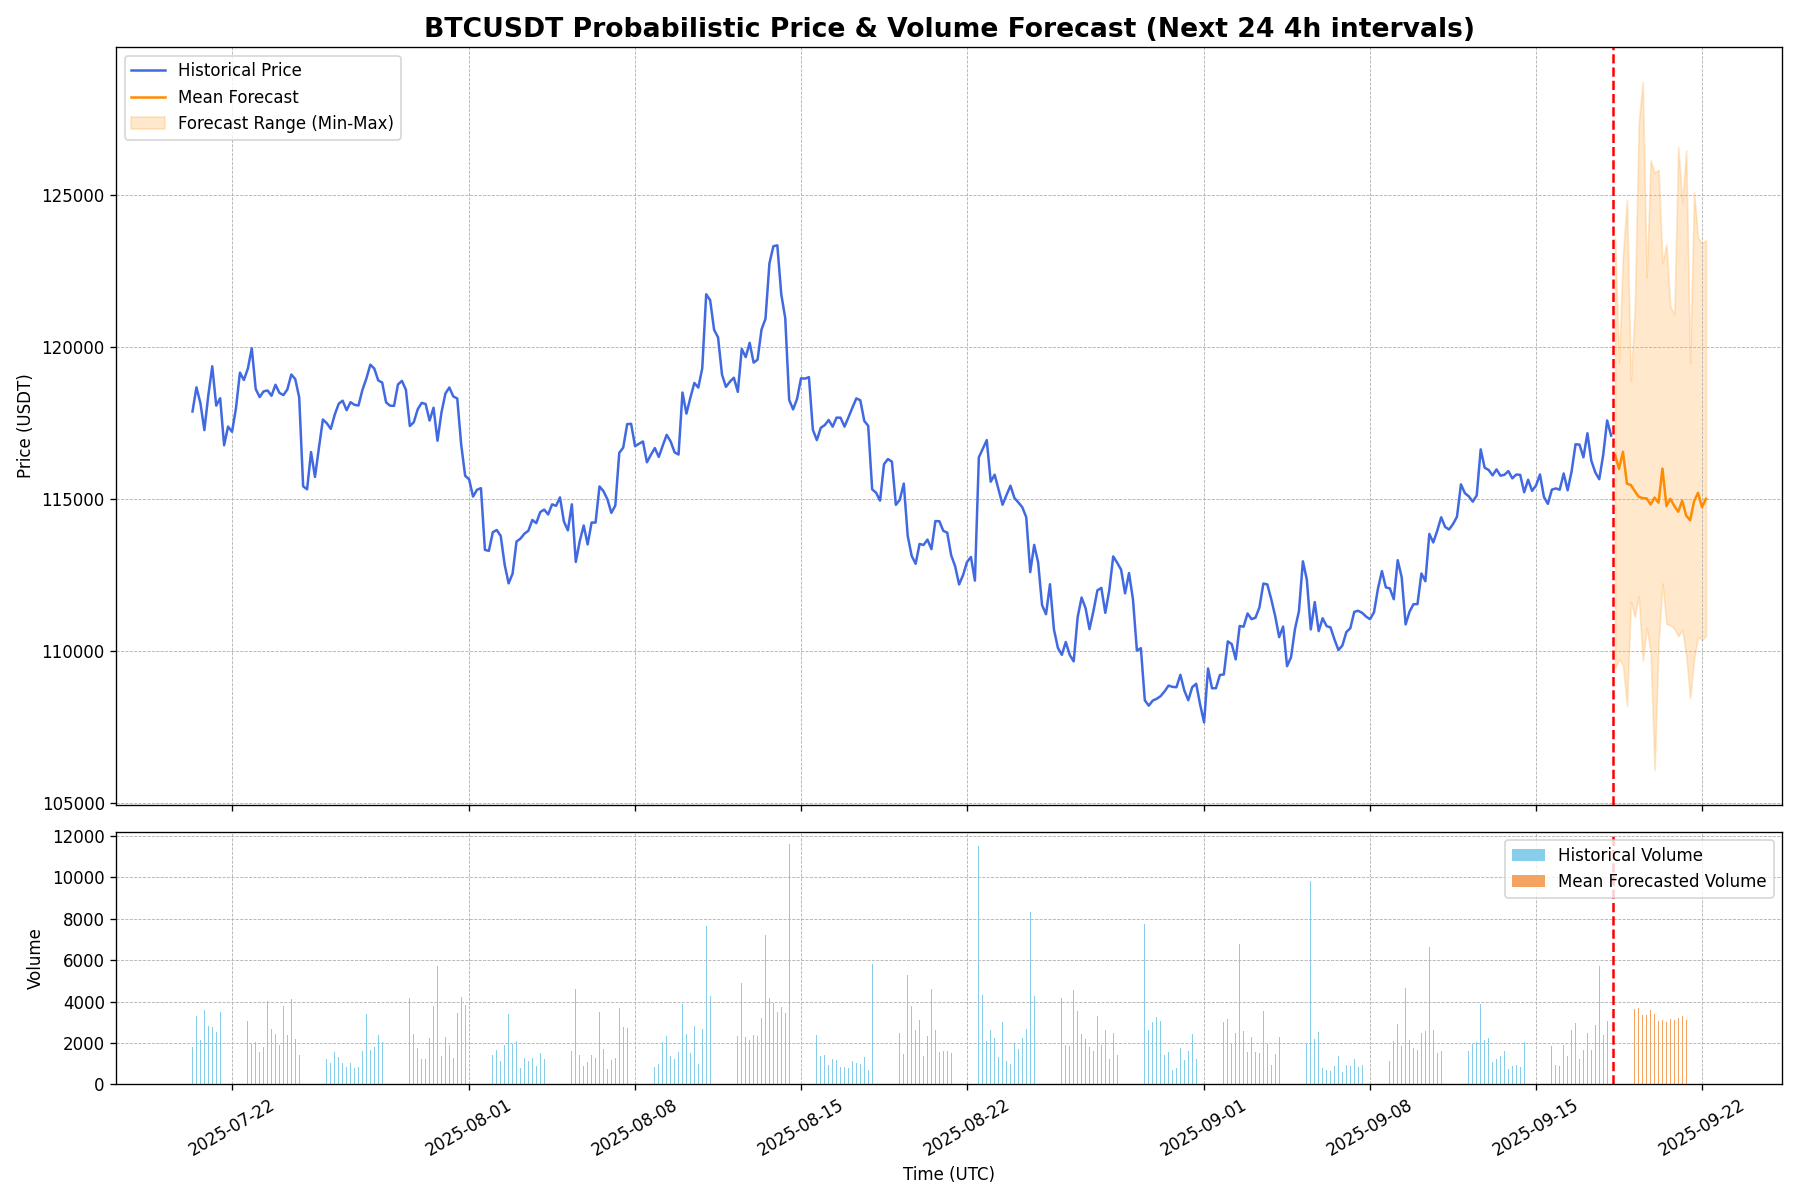 BTCUSDT Probabilistic Price & Volume Forecast (Next 24 4h intervals)
Historical Price
Mean Forecast
Forecast Range (Min-Max)
Price (USDT)
125000
120000
115000
110000
105000
Historical Volume
Mean Forecasted Volume
Volume
12000
10000
8000
6000
4000
2000
0
2025-07-22
2025-08-01
2025-08-08
2025-08-15
2025-08-22
2025-09-01
2025-09-08
2025-09-15
2025-09-22
Time (UTC)